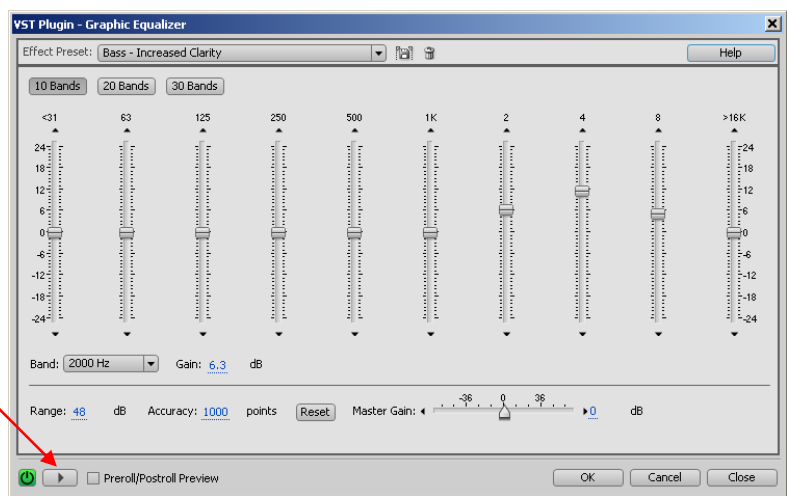 VST Plugin - Graphic Equalizer
Effect Preset: Bass - Increased Clarity Help
10 Bands 20 Bands 30 Bands
<31 63 125 250 500 1K 2 4 8 >16K
24 24
18 18
12 12
6 6
0 0
-6 -6
-12 -12
-18 -18
-24 -24
Band: 2000 Hz Gain: 6.3 dB
-36 0 36
Range: 48 dB Accuracy: 1000 points Reset Master Gain: 0 dB
Preroll/Postroll Preview OK Cancel Close